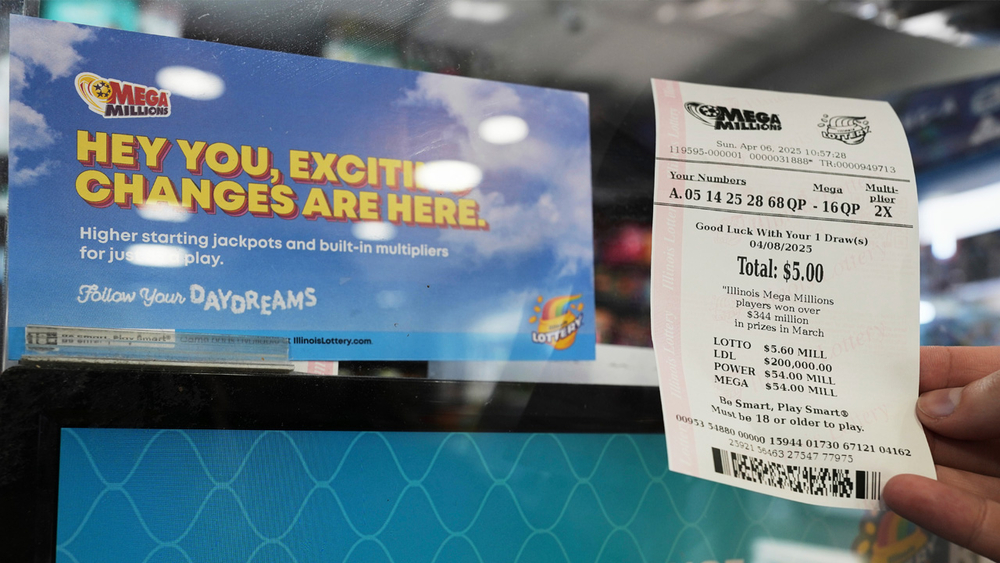 MEGA
MILLIONS
HEY YOU, EXCITI
CHANGES ARE HERE.
Higher starting jackpots and built-in multipliers
for play.
Follow Your DAYDREAMS
LOTTERY
Be Smart, Play Smart®
IllinoisLottery.com
MEGA
MILLIONS
LOTTERY
Sun. Apr 06, 2025 10:57:28
119595-000001 0000031888* TR:0000949713
Your Numbers Mega Multi-
plier
A. 05 14 25 28 68 QP - 16 QP 2X
Good Luck With Your 1 Draw(s)
04/08/2025
Total: $5.00
"Illinois Mega Millions
players won over
$344 million
in prizes in March
LOTTO $5.60 MILL
LDL $200,000.00
POWER $54.00 MILL
MEGA $54.00 MILL
Be Smart, Play Smart®
Must be 18 or older to play.
00953 54880 00000 15944 01730 67121 04162
23921 36463 27547 77975